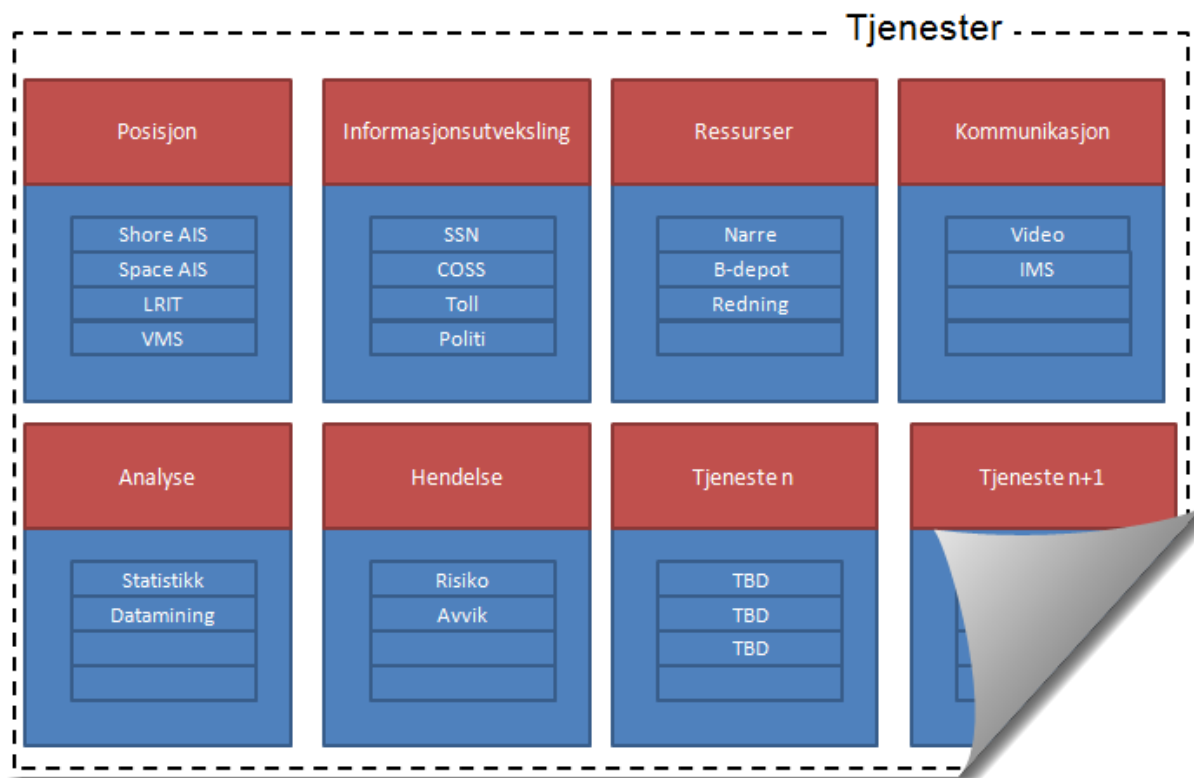 Tjenester
Posisjon
Shore AIS
Space AIS
LRIT
VMS
Informasjonsutveksling
SSN
COSS
Toll
Politi
Ressurser
Narre
B-depot
Redning
Kommunikasjon
Video
IMS
Analyse
Statistikk
Datamining
Hendelse
Risiko
Avvik
Tjeneste n
TBD
TBD
TBD
Tjeneste n+1